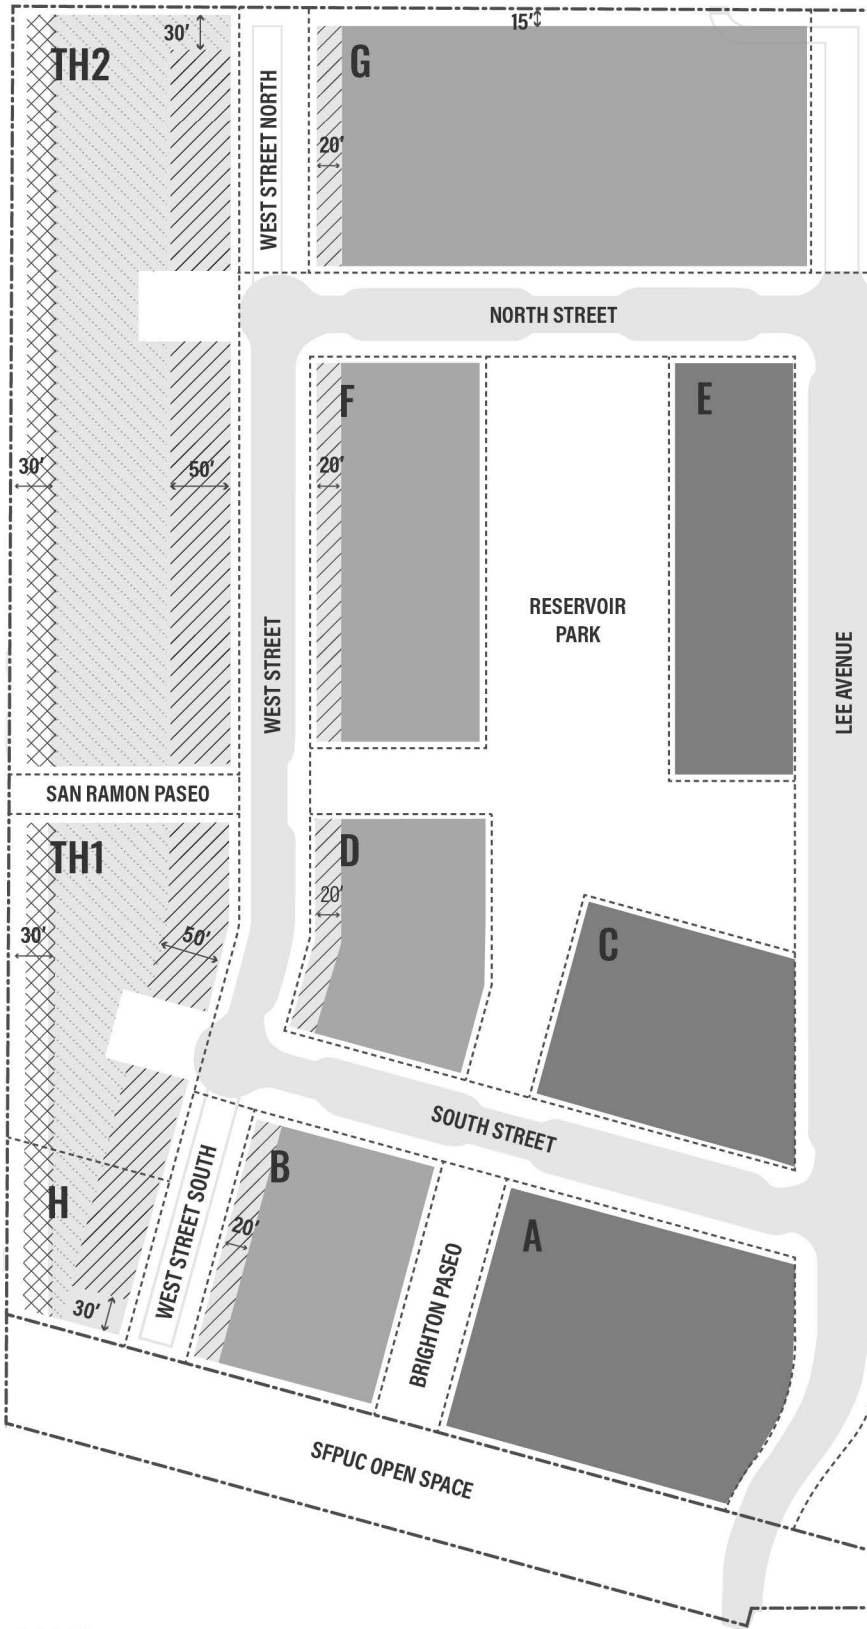 15'
30'
TH2
G
WEST STREET NORTH
20'
NORTH STREET
F
E
30'
50'
20'
RESERVOIR
PARK
WEST STREET
LEE AVENUE
SAN RAMON PASEO
TH1
D
20'
30'
50'
C
SOUTH STREET
B
H
WEST STREET SOUTH
20'
A
BRIGHTON PASEO
30'
SFPUC OPEN SPACE